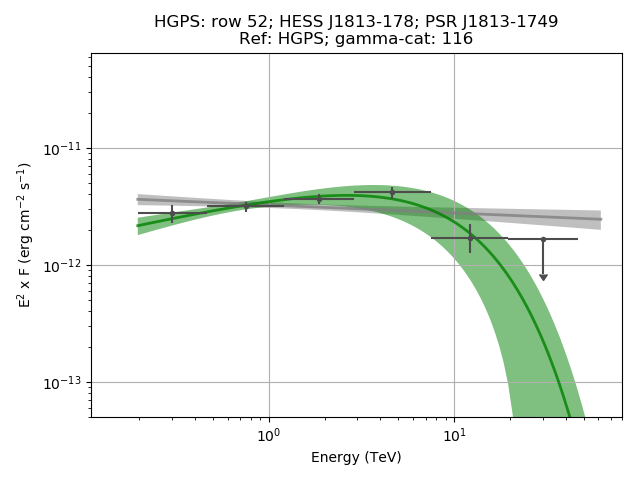 HGPS: row 52; HESS J1813-178; PSR J1813-1749
Ref: HGPS; gamma-cat: 116
E² x F (erg cm⁻² s⁻¹)
10⁻¹¹
10⁻¹²
10⁻¹³
10⁰ 10¹
Energy (TeV)